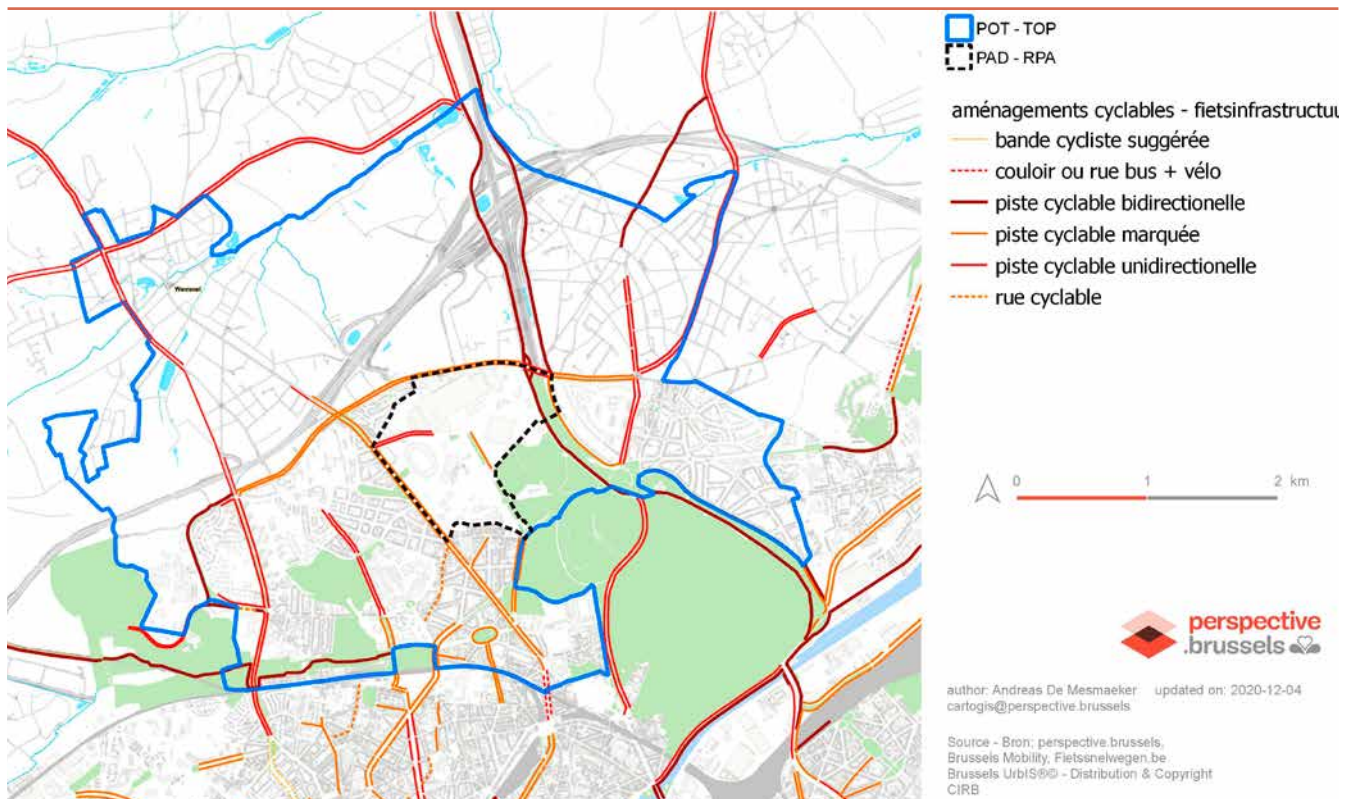 POT - TOP
PAD - RPA
aménagements cyclables - fietsinfrastructuu
bande cycliste suggérée
couloir ou rue bus + vélo
piste cyclable bidirectionelle
piste cyclable marquée
piste cyclable unidirectionelle
rue cyclable
Wemmel
0 1 2 km
perspective
.brussels
author: Andreas De Mesmaeker updated on: 2020-12-04
cartogis@perspective.brussels
Source - Bron: perspective.brussels,
Brussels Mobility, Fietssnelwegen.be
Brussels UrbIS®© - Distribution & Copyright
CIRB